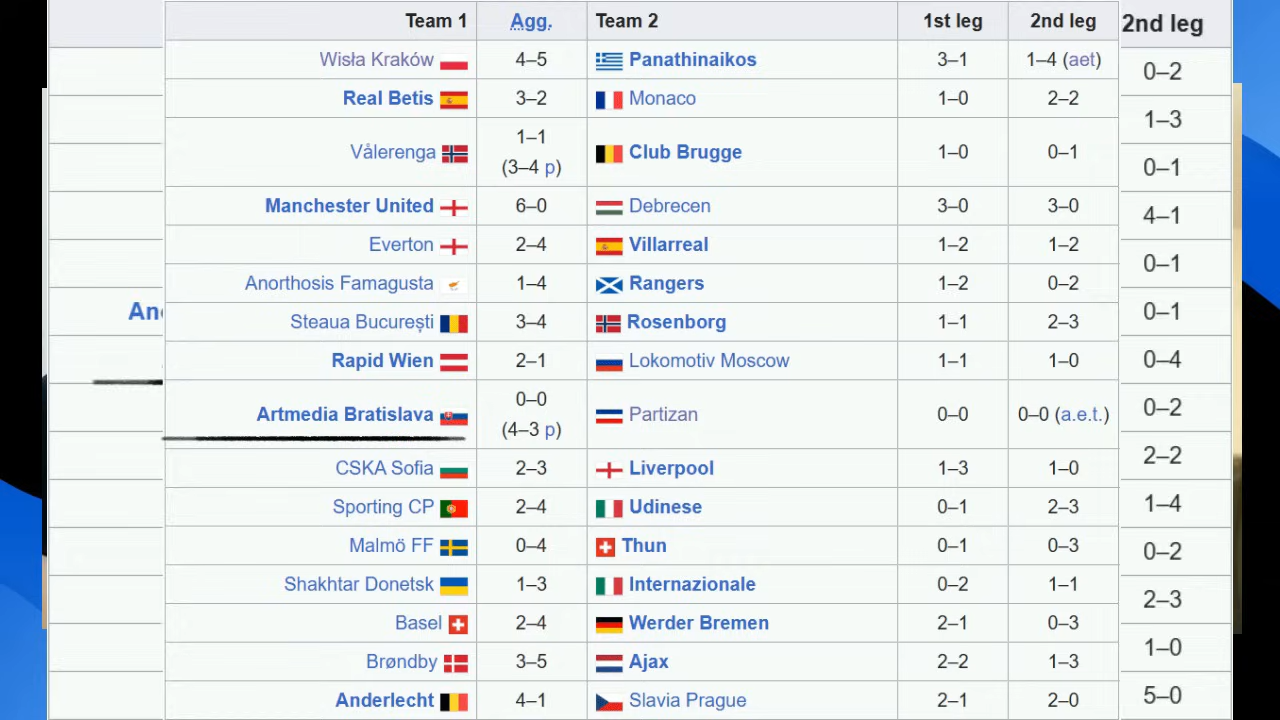 Team 1 Agg. Team 2 1st leg 2nd leg 2nd leg
Wisła Kraków 4–5 Panathinaikos 3–1 1–4 (aet) 0–2
Real Betis 3–2 Monaco 1–0 2–2 1–3
Vålerenga 1–1 (3–4 p) Club Brugge 1–0 0–1 0–1
Manchester United 6–0 Debrecen 3–0 3–0 4–1
Everton 2–4 Villarreal 1–2 1–2 0–1
Anorthosis Famagusta 1–4 Rangers 1–2 0–2 0–1
Steaua București 3–4 Rosenborg 1–1 2–3
Rapid Wien 2–1 Lokomotiv Moscow 1–1 1–0 0–4
Artmedia Bratislava 0–0 (4–3 p) Partizan 0–0 0–0 (a.e.t.) 0–2
CSKA Sofia 2–3 Liverpool 1–3 1–0 2–2
Sporting CP 2–4 Udinese 0–1 2–3 1–4
Malmö FF 0–4 Thun 0–1 0–3 0–2
Shakhtar Donetsk 1–3 Internazionale 0–2 1–1 2–3
Basel 2–4 Werder Bremen 2–1 0–3 1–0
Brøndby 3–5 Ajax 2–2 1–3
Anderlecht 4–1 Slavia Prague 2–1 2–0 5–0